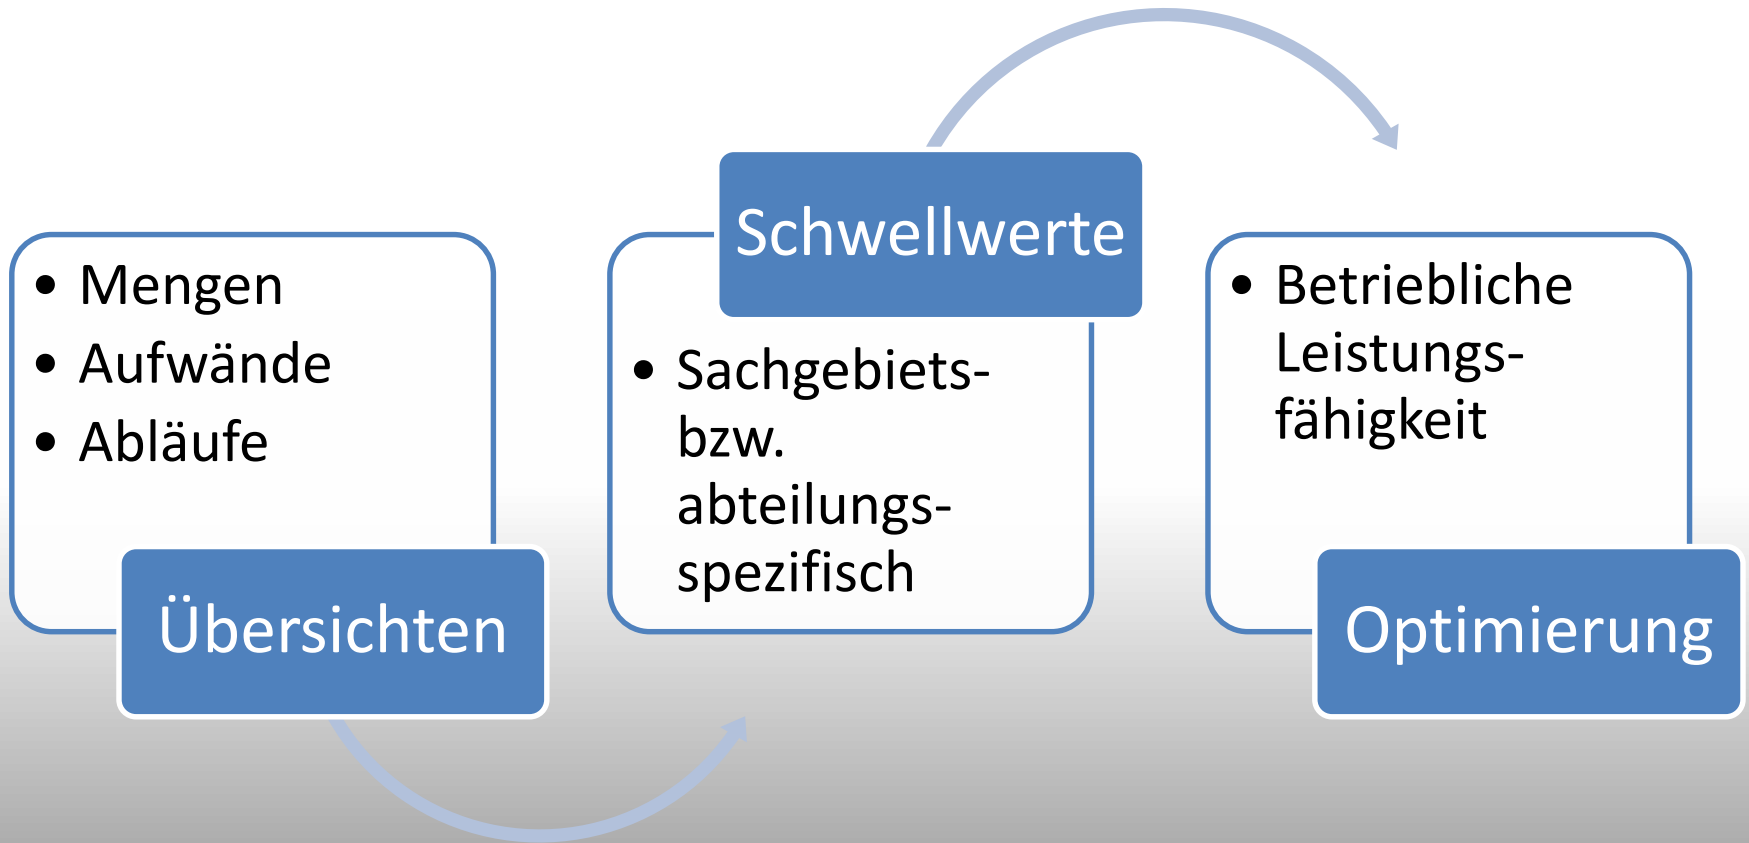 • Mengen
• Aufwände
• Abläufe
Übersichten
Schwellwerte
• Sachgebiets-
bzw.
abteilungs-
spezifisch
• Betriebliche
Leistungs-
fähigkeit
Optimierung